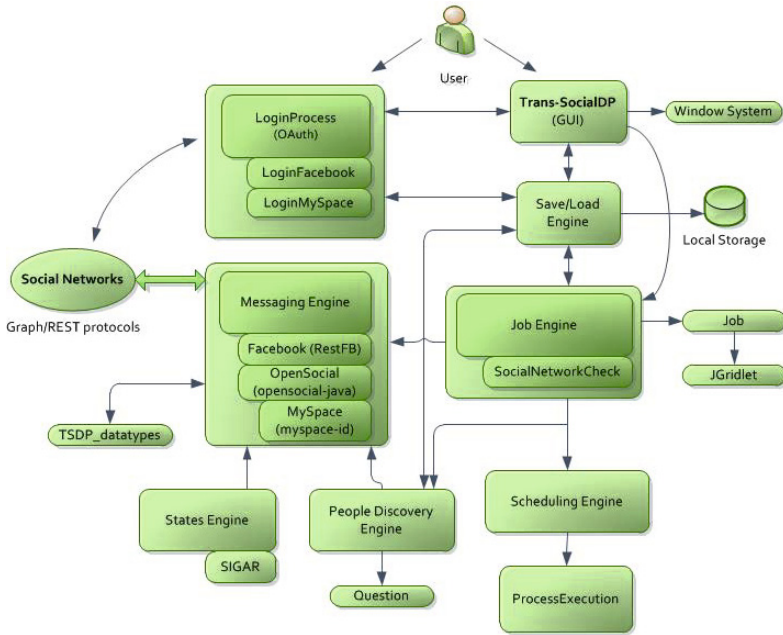 User
LoginProcess
(OAuth)
LoginFacebook
LoginMySpace
Trans-SocialDP
(GUI)
Window System
Save/Load
Engine
Local Storage
Social Networks
Graph/REST protocols
Messaging Engine
Facebook (RestFB)
OpenSocial
(opensocial-java)
MySpace
(myspace-id)
Job Engine
SocialNetworkCheck
Job
JGridlet
TSDP_datatypes
States Engine
SIGAR
People Discovery
Engine
Question
Scheduling Engine
ProcessExecution